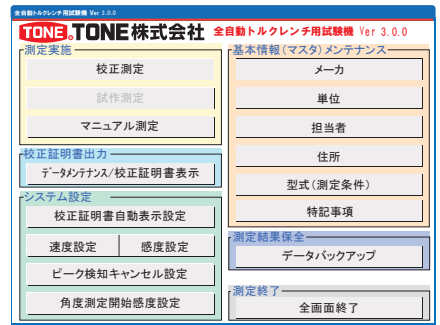 全自動トルクレンチ用試験機 Ver 3.0.0
TONE。TONE株式会社 全自動トルクレンチ用試験機 Ver 3.0.0
測定実施
校正測定
試作測定
マニュアル測定
校正証明書出力
ﾃﾞｰﾀﾒﾝﾃﾅﾝｽ/校正証明書表示
システム設定
校正証明書自動表示設定
速度設定 感度設定
ピーク検知キャンセル設定
角度測定開始感度設定
基本情報(マスタ)メンテナンス
メーカ
単位
担当者
住所
型式(測定条件)
特記事項
測定結果保全
データバックアップ
測定終了
全画面終了